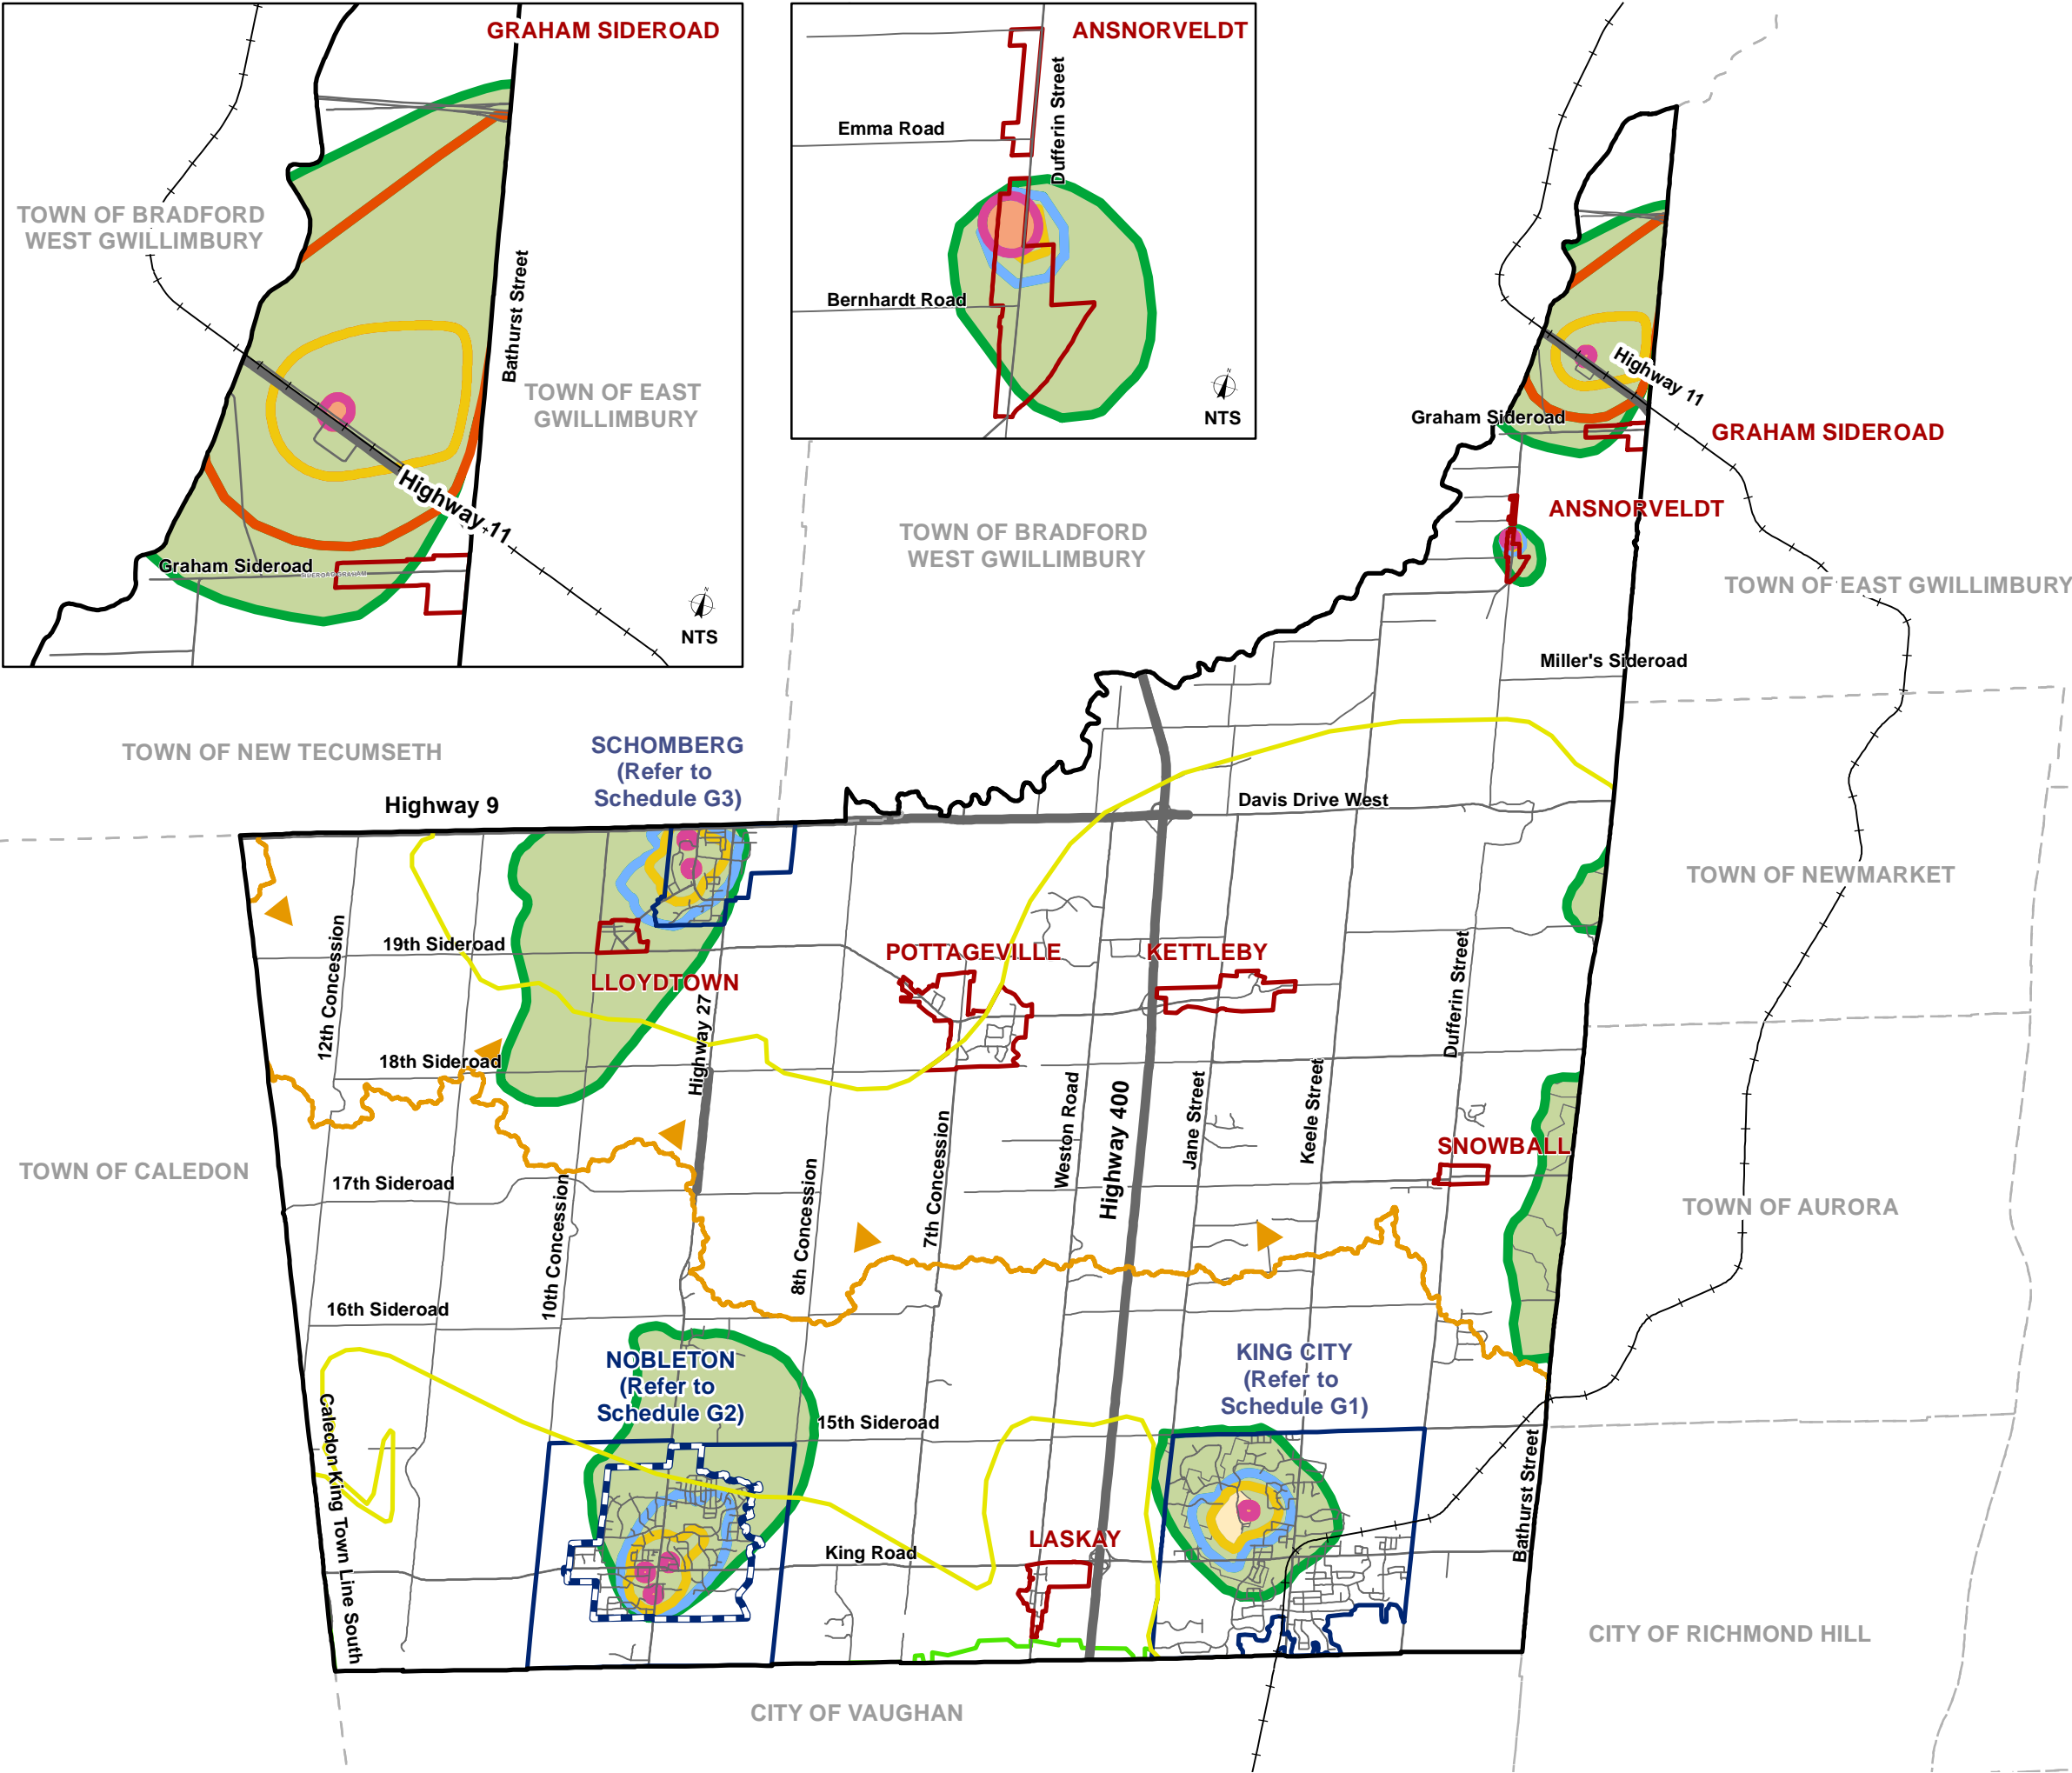 GRAHAM SIDEROAD
TOWN OF BRADFORD
WEST GWILLIMBURY
Bathurst Street
TOWN OF EAST
GWILLIMBURY
Highway 11
Graham Sideroad
SIDEROAD GRAHAM
N
NTS
ANSNORVELDT
Dufferin Street
Emma Road
Bernhardt Road
N
NTS
Highway 11
Graham Sideroad
GRAHAM SIDEROAD
ANSNORVELDT
TOWN OF BRADFORD
WEST GWILLIMBURY
TOWN OF EAST GWILLIMBURY
Miller's Sideroad
TOWN OF NEW TECUMSETH
SCHOMBERG
(Refer to
Schedule G3)
Highway 9
Davis Drive West
TOWN OF NEWMARKET
12th Concession
19th Sideroad
LLOYDTOWN
POTTAGEVILLE
KETTLEBY
Dufferin Street
Highway 27
18th Sideroad
Weston Road
Highway 400
Jane Street
Keele Street
SNOWBALL
TOWN OF CALEDON
17th Sideroad
10th Concession
8th Concession
7th Concession
TOWN OF AURORA
16th Sideroad
NOBLETON
(Refer to
Schedule G2)
KING CITY
(Refer to
Schedule G1)
15th Sideroad
Caledon King Town Line South
Bathurst Street
LASKAY
King Road
CITY OF RICHMOND HILL
CITY OF VAUGHAN